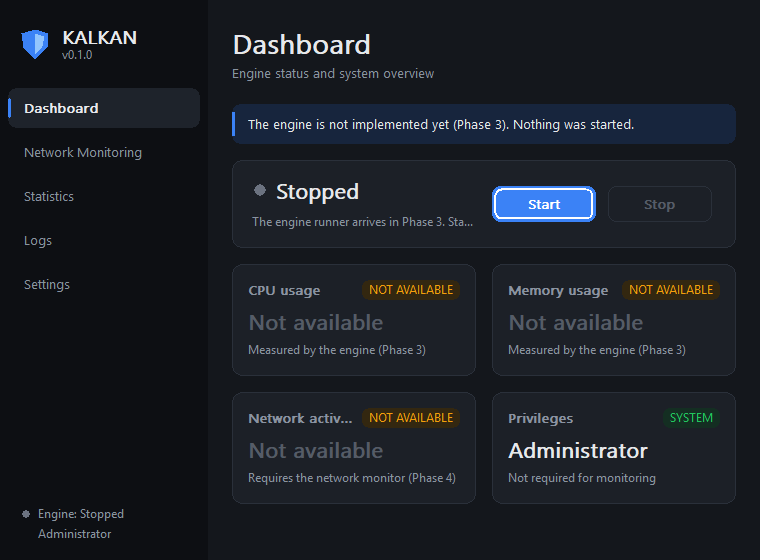 KALKAN
v0.1.0
Dashboard
Network Monitoring
Statistics
Logs
Settings
Engine: Stopped
Administrator
Dashboard
Engine status and system overview
The engine is not implemented yet (Phase 3). Nothing was started.
Stopped
The engine runner arrives in Phase 3. Sta...
Start
Stop
CPU usage
NOT AVAILABLE
Not available
Measured by the engine (Phase 3)
Memory usage
NOT AVAILABLE
Not available
Measured by the engine (Phase 3)
Network activ...
NOT AVAILABLE
Not available
Requires the network monitor (Phase 4)
Privileges
SYSTEM
Administrator
Not required for monitoring